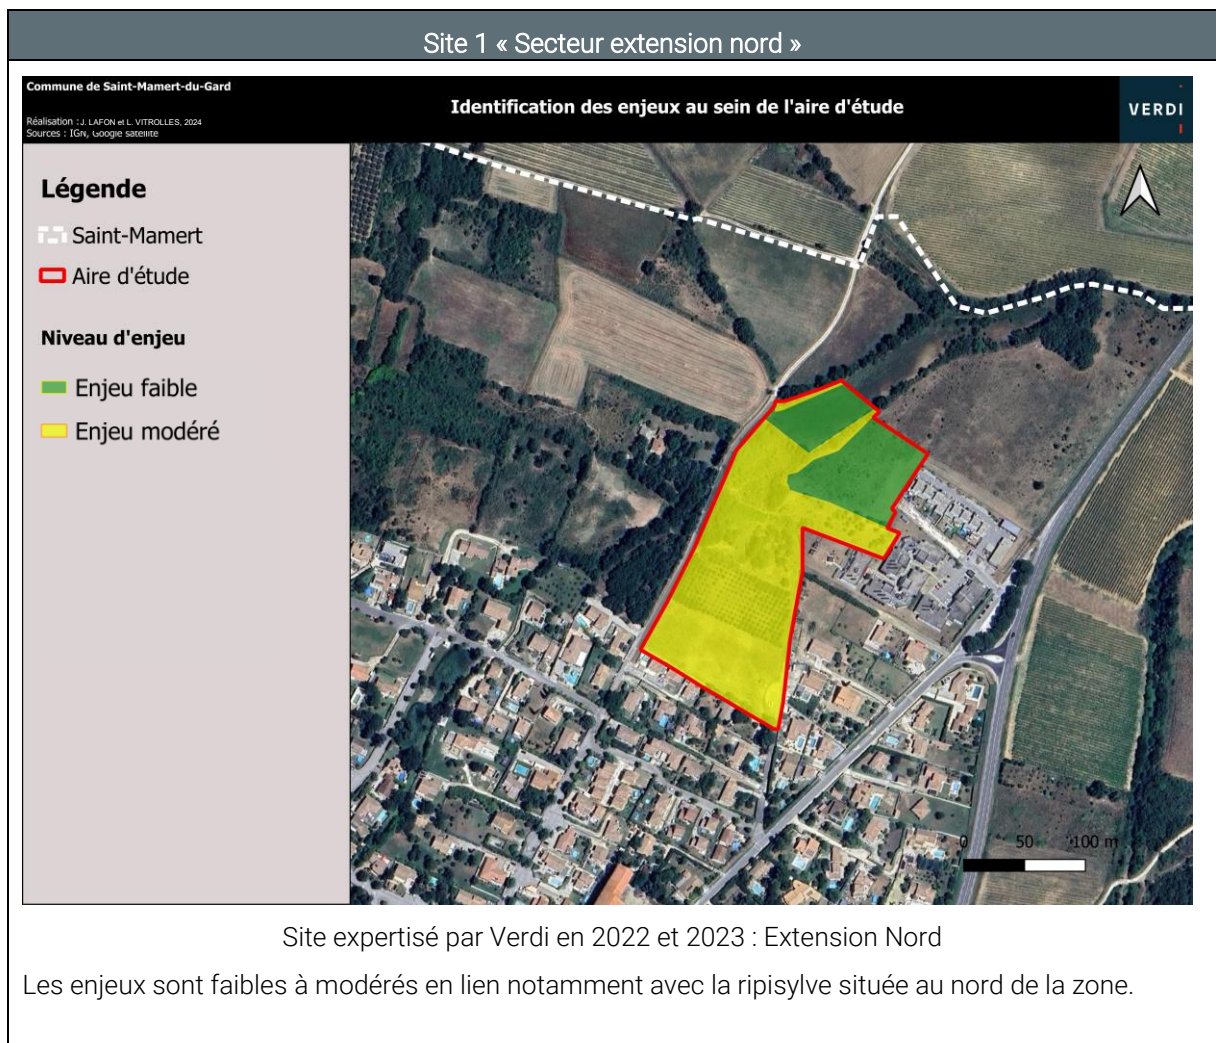 Site 1 « Secteur extension nord »
Commune de Saint-Mamert-du-Gard
Identification des enjeux au sein de l'aire d'étude
VERDI
Réalisation : J. LAFON et L. VITROLLES, 2024
Sources : IGN, Google satellite
Légende
Saint-Mamert
Aire d'étude
Niveau d'enjeu
Enjeu faible
Enjeu modéré
0 50 100 m
Site expertisé par Verdi en 2022 et 2023 : Extension Nord
Les enjeux sont faibles à modérés en lien notamment avec la ripisylve située au nord de la zone.